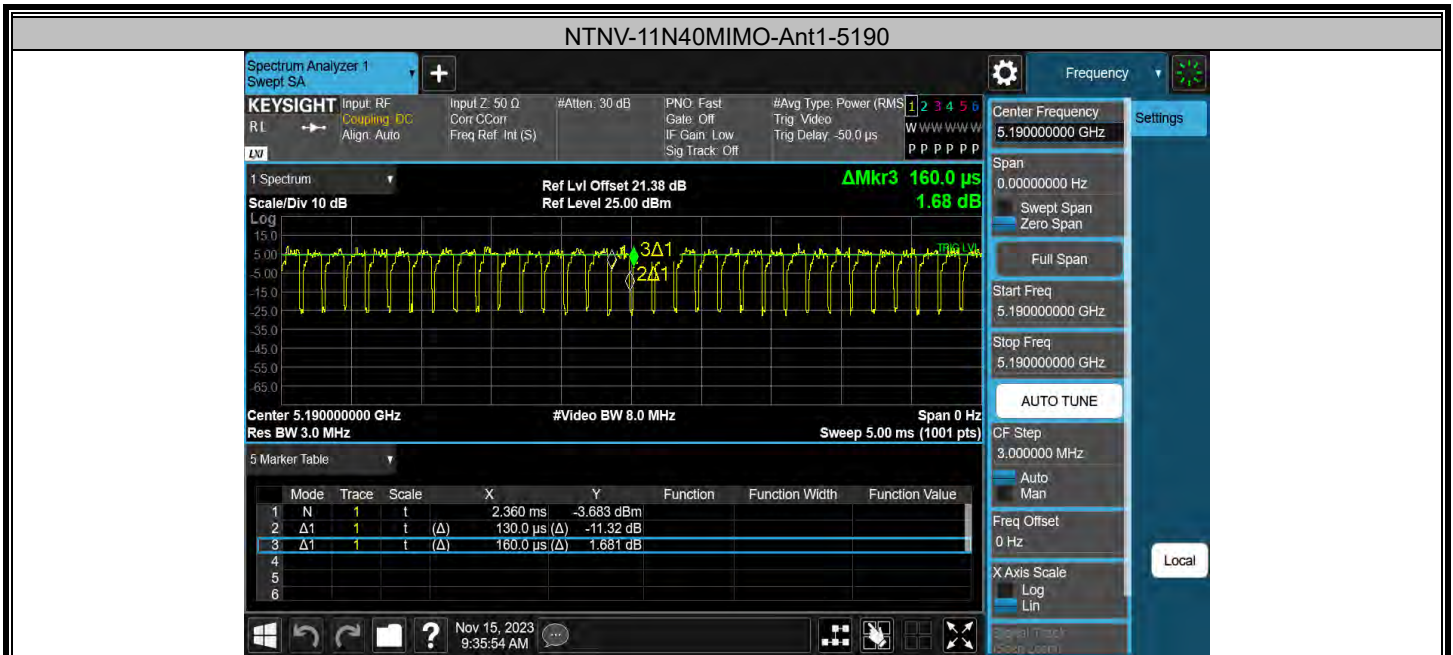 NTNV-11N40MIMO-Ant1-5190
Spectrum Analyzer 1
Swept SA
Frequency
KEYSIGHT
RL
LXI
Input: RF
Coupling: DC
Align: Auto
Input Z: 50 Ω
Corr CCorr
Freq Ref: Int (S)
#Atten: 30 dB
PNO: Fast
Gate: Off
IF Gain: Low
Sig Track: Off
#Avg Type: Power (RMS
Trig: Video
Trig Delay: -50.0 µs
1 2 3 4 5 6
W W W W W W
P P P P P P
1 Spectrum
Scale/Div 10 dB
Ref Lvl Offset 21.38 dB
Ref Level 25.00 dBm
ΔMkr3 160.0 µs
1.68 dB
Log
15.0
5.00
-5.00
-15.0
-25.0
-35.0
-45.0
-55.0
-65.0
3Δ1
2Δ1
TRIG LVL
Center 5.190000000 GHz
#Video BW 8.0 MHz
Span 0 Hz
Res BW 3.0 MHz
Sweep 5.00 ms (1001 pts)
5 Marker Table
Mode Trace Scale X Y Function Function Width Function Value
1 N 1 t 2.360 ms -3.683 dBm
2 Δ1 1 t (Δ) 130.0 µs (Δ) -11.32 dB
3 Δ1 1 t (Δ) 160.0 µs (Δ) 1.681 dB
4
5
6
Nov 15, 2023
9:35:54 AM
Center Frequency
5.190000000 GHz
Settings
Span
0.00000000 Hz
Swept Span
Zero Span
Full Span
Start Freq
5.190000000 GHz
Stop Freq
5.190000000 GHz
AUTO TUNE
CF Step
3.000000 MHz
Auto
Man
Freq Offset
0 Hz
X Axis Scale
Log
Lin
Local
Signal Track
(Span Zoom)